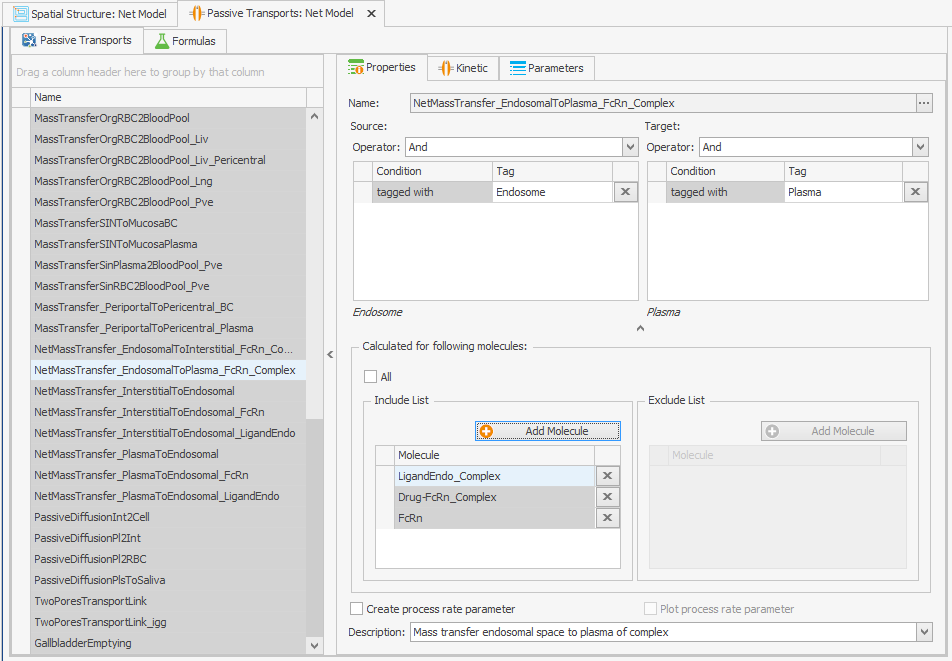 Spatial Structure: Net Model
Passive Transports: Net Model
Passive Transports
Formulas
Drag a column header here to group by that column
Name
MassTransferOrgRBC2BloodPool
MassTransferOrgRBC2BloodPool_Liv
MassTransferOrgRBC2BloodPool_Liv_Pericentral
MassTransferOrgRBC2BloodPool_Lng
MassTransferOrgRBC2BloodPool_Pve
MassTransferSINToMucosaBC
MassTransferSINToMucosaPlasma
MassTransferSinPlasma2BloodPool_Pve
MassTransferSinRBC2BloodPool_Pve
MassTransfer_PeriportalToPericentral_BC
MassTransfer_PeriportalToPericentral_Plasma
NetMassTransfer_EndosomalToInterstitial_FcRn_Co...
NetMassTransfer_EndosomalToPlasma_FcRn_Complex
NetMassTransfer_InterstitialToEndosomal
NetMassTransfer_InterstitialToEndosomal_FcRn
NetMassTransfer_InterstitialToEndosomal_LigandEndo
NetMassTransfer_PlasmaToEndosomal
NetMassTransfer_PlasmaToEndosomal_FcRn
NetMassTransfer_PlasmaToEndosomal_LigandEndo
PassiveDiffusionInt2Cell
PassiveDiffusionPl2Int
PassiveDiffusionPl2RBC
PassiveDiffusionPlsToSaliva
TwoPoresTransportLink
TwoPoresTransportLink_igg
GallbladderEmptying
Properties
Kinetic
Parameters
Name:
NetMassTransfer_EndosomalToPlasma_FcRn_Complex
Source:
Operator: And
Condition Tag
tagged with Endosome
Endosome
Target:
Operator: And
Condition Tag
tagged with Plasma
Plasma
Calculated for following molecules:
All
Include List
Add Molecule
Molecule
LigandEndo_Complex
Drug-FcRn_Complex
FcRn
Exclude List
Add Molecule
Molecule
Create process rate parameter
Plot process rate parameter
Description: Mass transfer endosomal space to plasma of complex